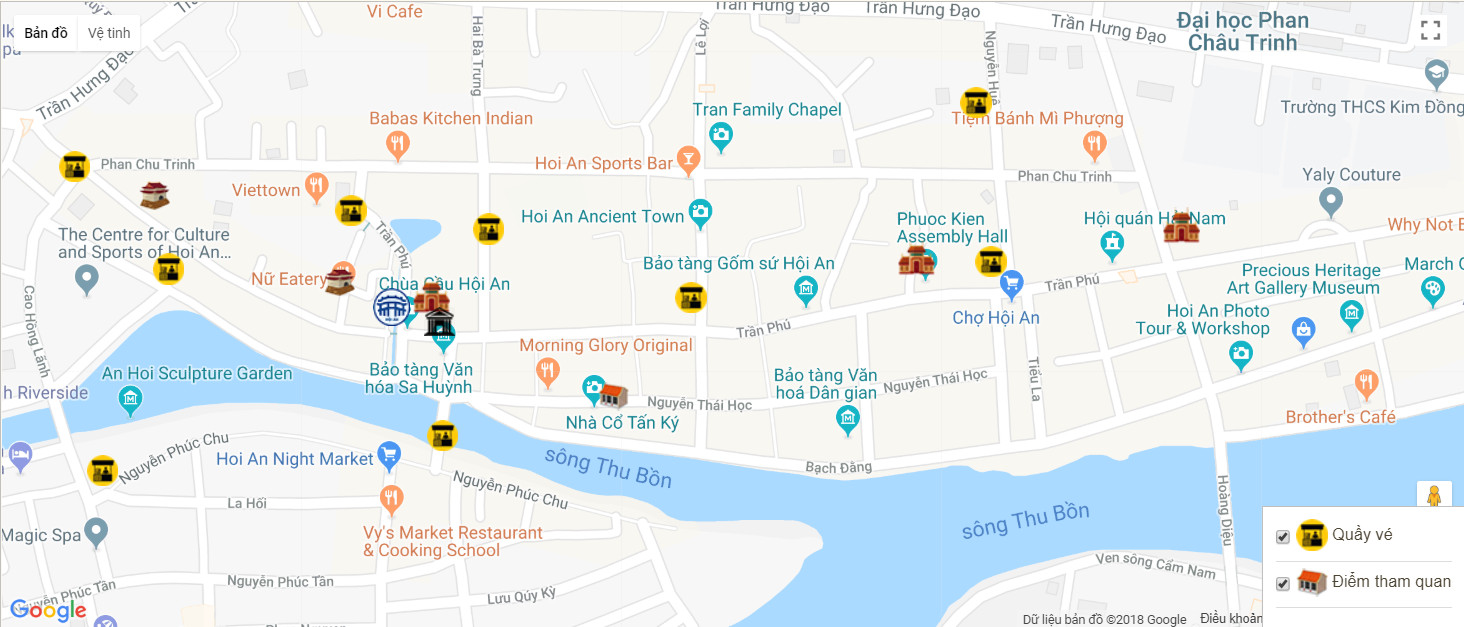 Vi Cafe
Trần Hưng Đạo
Trần Hưng Đạo
Trần Hưng Đạo
Đại học Phan
Châu Trinh
Bản đồ
Vệ tinh
Trần Hưng Đạo
Hai Bà Trưng
Lê Lợi
Nguyễn Huệ
Trường THCS Kim Đồng
Tran Family Chapel
Babas Kitchen Indian
Tiệm Bánh Mì Phượng
Phan Chu Trinh
Hoi An Sports Bar
Phan Chu Trinh
Yaly Couture
Viettown
Hoi An Ancient Town
Phuoc Kien
Assembly Hall
Hội quán Hải Nam
Why Not B
The Centre for Culture
and Sports of Hoi An...
Trần Phú
Bảo tàng Gốm sứ Hội An
Nữ Eatery
Chùa Cầu Hội An
HOI AN
Trần Phú
Precious Heritage
Art Gallery Museum
March C
Cao Hồng Lãnh
Chợ Hội An
Hoi An Photo
Tour & Workshop
Trần Phú
Morning Glory Original
An Hoi Sculpture Garden
Bảo tàng Văn
hóa Sa Huỳnh
Bảo tàng Văn
hoá Dân gian
Nguyễn Thái Học
Tiểu La
h Riverside
Nguyễn Thái Học
Nhà Cổ Tấn Ký
Brother's Café
Nguyễn Phúc Chu
Hoi An Night Market
sông Thu Bồn
Bạch Đằng
Nguyễn Phúc Chu
La Hối
Hoàng Diệu
sông Thu Bồn
Magic Spa
Vy's Market Restaurant
& Cooking School
Quầy vé
Ven sông Cẩm Nam
Điểm tham quan
Nguyễn Phúc Tần
Nguyễn Phúc Tần
Lưu Qúy Kỳ
Google
Dữ liệu bản đồ ©2018 Google
Điều khoản